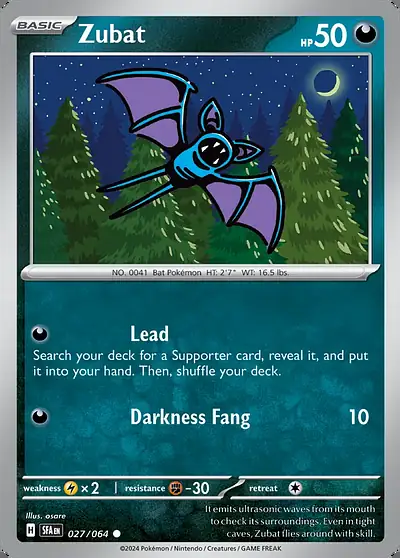 BASIC
Zubat
HP 50
NO. 0041 Bat Pokémon HT: 2'7" WT: 16.5 lbs.
Lead
Search your deck for a Supporter card, reveal it, and put
it into your hand. Then, shuffle your deck.
Darkness Fang 10
weakness ×2 resistance -30 retreat
Illus. osare
H SFA EN 027/064
It emits ultrasonic waves from its mouth
to check its surroundings. Even in tight
caves, Zubat flies around with skill.
©2024 Pokémon / Nintendo / Creatures / GAME FREAK